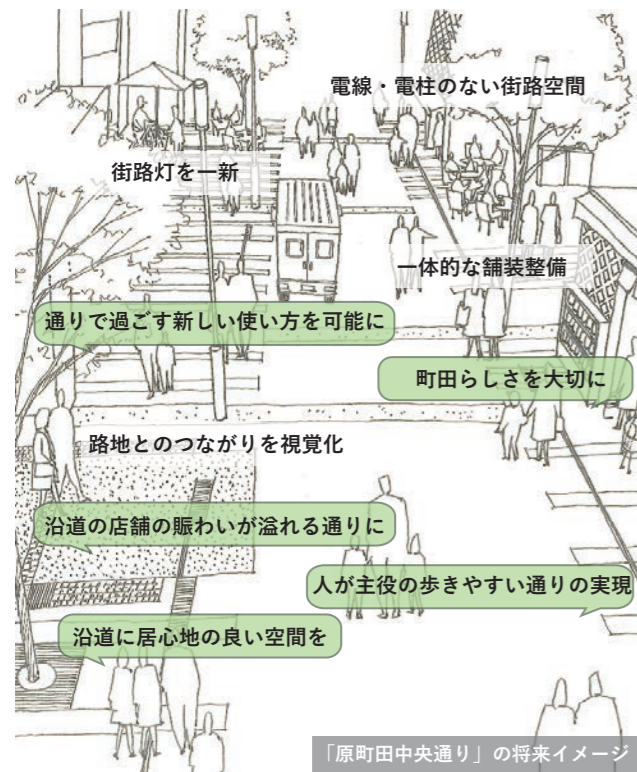 電線・電柱のない街路空間
街路灯を一新
一体的な舗装整備
通りで過ごす新しい使い方を可能に
町田らしさを大切に
路地とのつながりを視覚化
沿道の店舗の賑わいが溢れる通りに
人が主役の歩きやすい通りの実現
沿道に居心地の良い空間を
「原町田中央通り」の将来イメージ